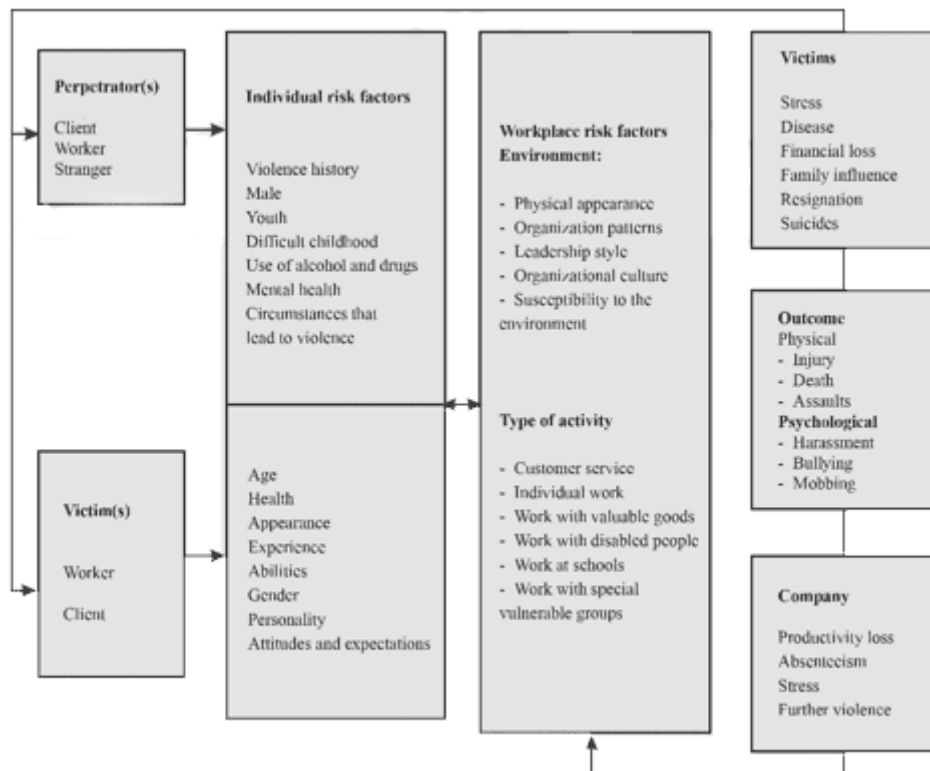 Perpetrator(s)
Client
Worker
Stranger
Victim(s)
Worker
Client
Individual risk factors
Violence history
Male
Youth
Difficult childhood
Use of alcohol and drugs
Mental health
Circumstances that
lead to violence
Age
Health
Appearance
Experience
Abilities
Gender
Personality
Attitudes and expectations
Workplace risk factors
Environment:
- Physical appearance
- Organization patterns
- Leadership style
- Organizational culture
- Susceptibility to the
environment
Type of activity
- Customer service
- Individual work
- Work with valuable goods
- Work with disabled people
- Work at schools
- Work with special
vulnerable groups
Victims
Stress
Disease
Financial loss
Family influence
Resignation
Suicides
Outcome
Physical
- Injury
- Death
- Assaults
Psychological
- Harassment
- Bullying
- Mobbing
Company
Productivity loss
Absenteeism
Stress
Further violence